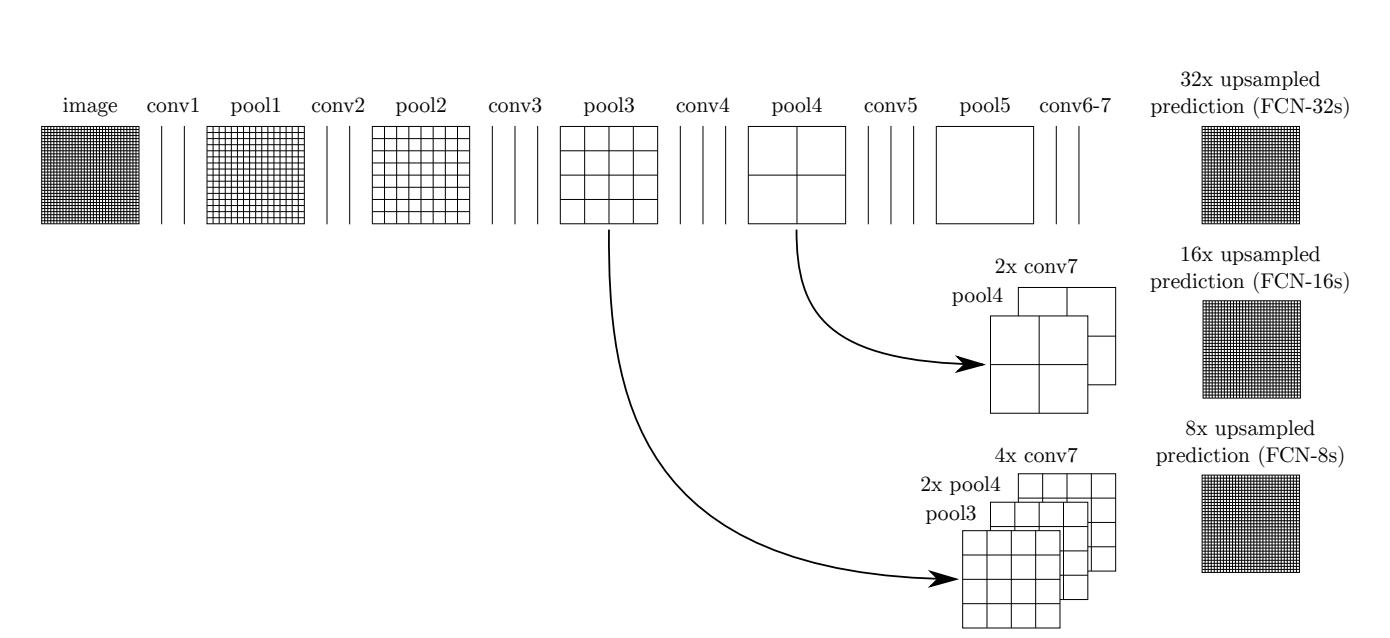 image
conv1
pool1
conv2
pool2
conv3
pool3
conv4
pool4
conv5
pool5
conv6-7
32x upsampled
prediction (FCN-32s)
2x conv7
pool4
16x upsampled
prediction (FCN-16s)
4x conv7
2x pool4
pool3
8x upsampled
prediction (FCN-8s)